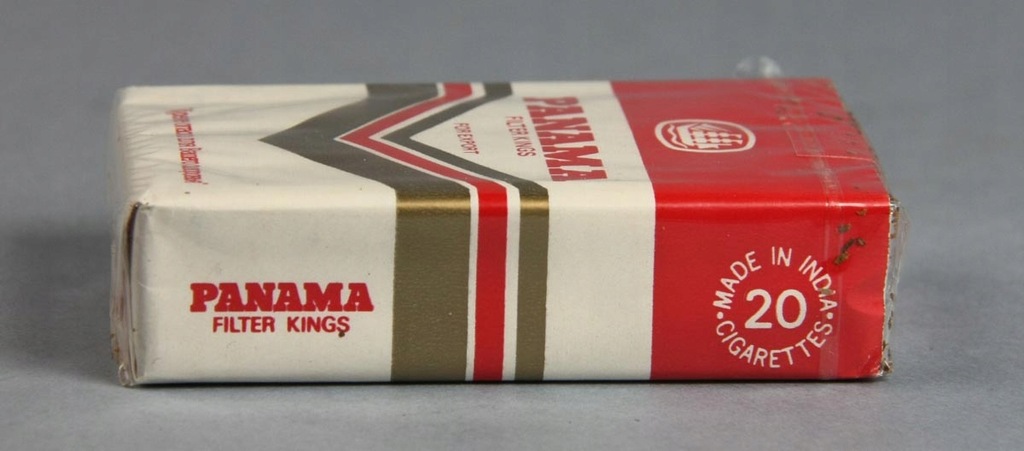 PANAMA
FILTER KINGS
FOR EXPORT
PANAMA
FILTER KINGS
MADE IN INDIA
20
CIGARETTES